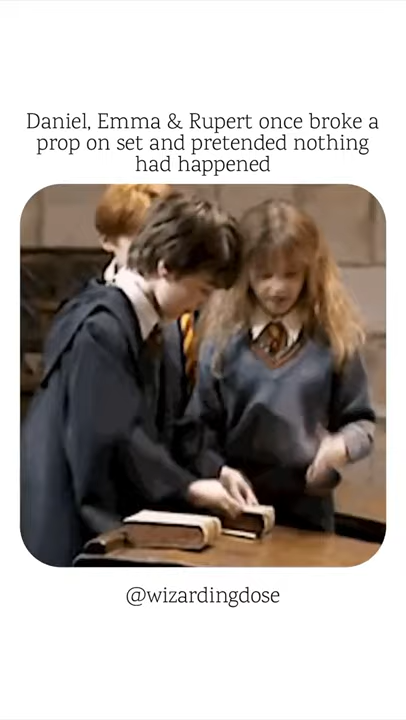 Daniel, Emma & Rupert once broke a
prop on set and pretended nothing
had happened
@wizardingdose